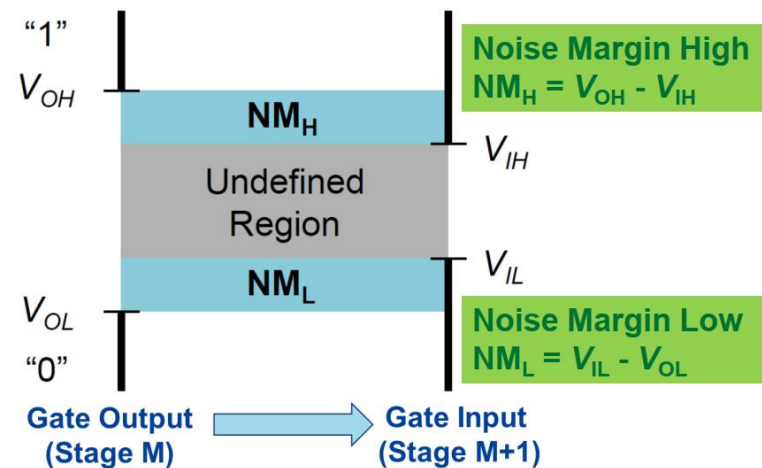 “1”
V_OH
NM_H
Undefined
Region
NM_L
V_OL
“0”
V_IH
V_IL
Noise Margin High
NM_H = V_OH - V_IH
Noise Margin Low
NM_L = V_IL - V_OL
Gate Output
(Stage M)
Gate Input
(Stage M+1)